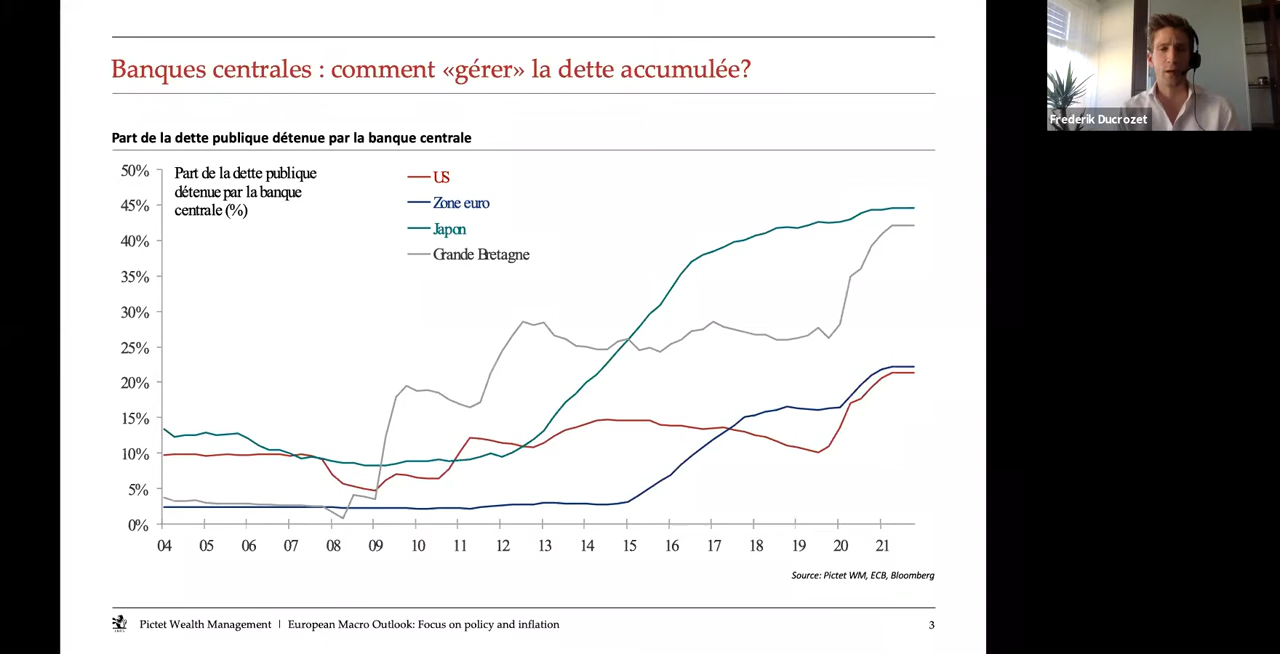 Banques centrales : comment «gérer» la dette accumulée?
Frederik Ducrozet
Part de la dette publique détenue par la banque centrale
Part de la dette publique
détenue par la banque
centrale (%)
US
Zone euro
Japon
Grande Bretagne
50%
45%
40%
35%
30%
25%
20%
15%
10%
5%
0%
04 05 06 07 08 09 10 11 12 13 14 15 16 17 18 19 20 21
Source: Pictet WM, ECB, Bloomberg
Pictet Wealth Management | European Macro Outlook: Focus on policy and inflation
3